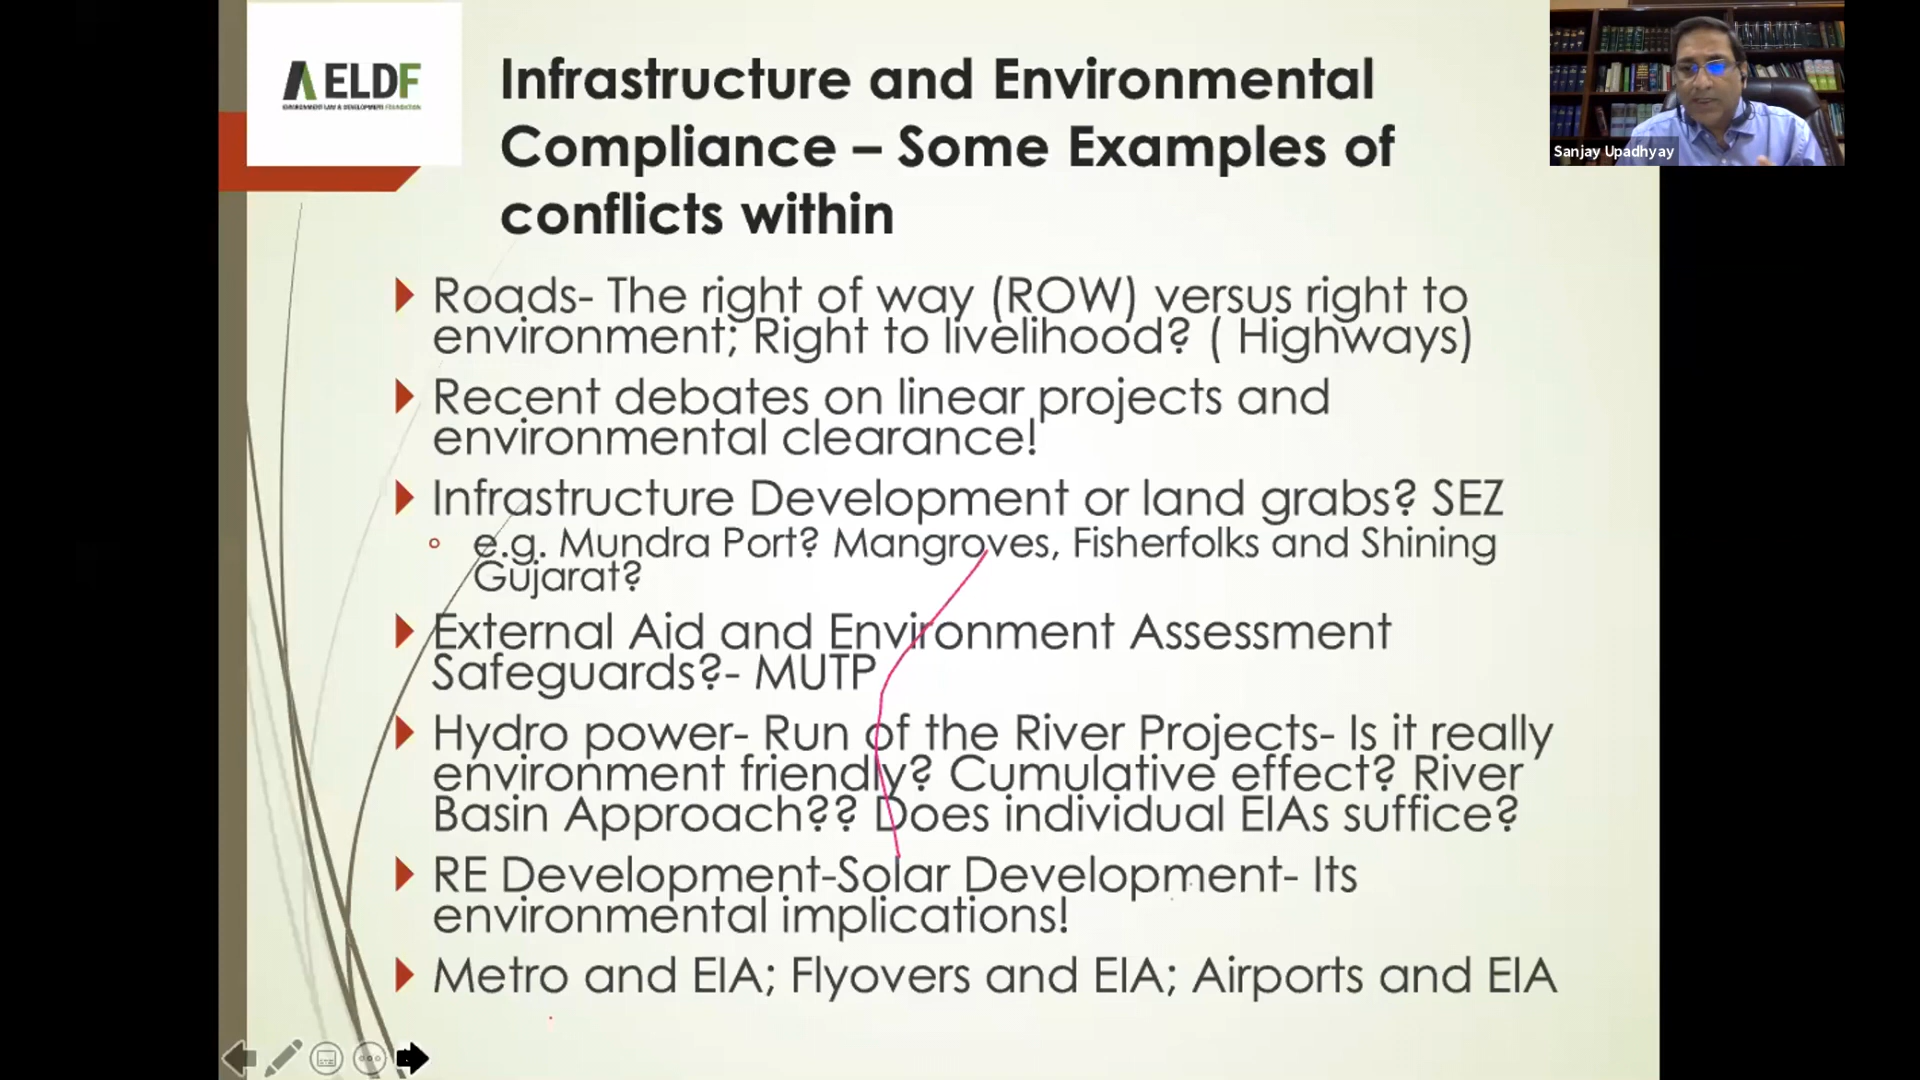 ELDF
ENVIRONMENT LAW & DEVELOPMENT FOUNDATION
Infrastructure and Environmental
Compliance – Some Examples of
conflicts within
Roads- The right of way (ROW) versus right to
environment; Right to livelihood? ( Highways)
Recent debates on linear projects and
environmental clearance!
Infrastructure Development or land grabs? SEZ
e.g. Mundra Port? Mangroves, Fisherfolks and Shining
Gujarat?
External Aid and Environment Assessment
Safeguards?- MUTP
Hydro power- Run of the River Projects- Is it really
environment friendly? Cumulative effect? River
Basin Approach?? Does individual EIAs suffice?
RE Development-Solar Development- Its
environmental implications!
Metro and EIA; Flyovers and EIA; Airports and EIA
Sanjay Upadhyay